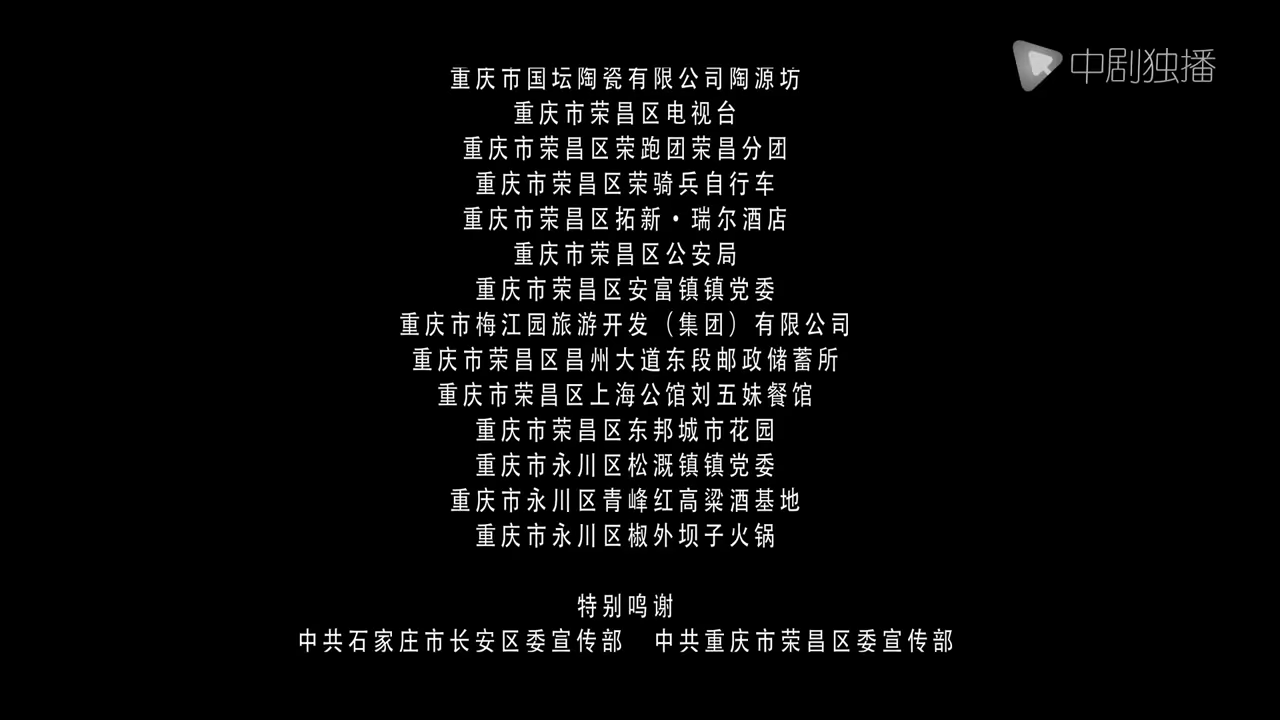 中剧独播
重庆市国坛陶瓷有限公司陶源坊
重庆市荣昌区电视台
重庆市荣昌区荣跑团荣昌分团
重庆市荣昌区荣骑兵自行车
重庆市荣昌区拓新·瑞尔酒店
重庆市荣昌区公安局
重庆市荣昌区安富镇镇党委
重庆市梅江园旅游开发（集团）有限公司
重庆市荣昌区昌州大道东段邮政储蓄所
重庆市荣昌区上海公馆刘五妹餐馆
重庆市荣昌区东邦城市花园
重庆市永川区松溉镇镇党委
重庆市永川区青峰红高粱酒基地
重庆市永川区椒外坝子火锅
特别鸣谢
中共石家庄市长安区委宣传部 中共重庆市荣昌区委宣传部